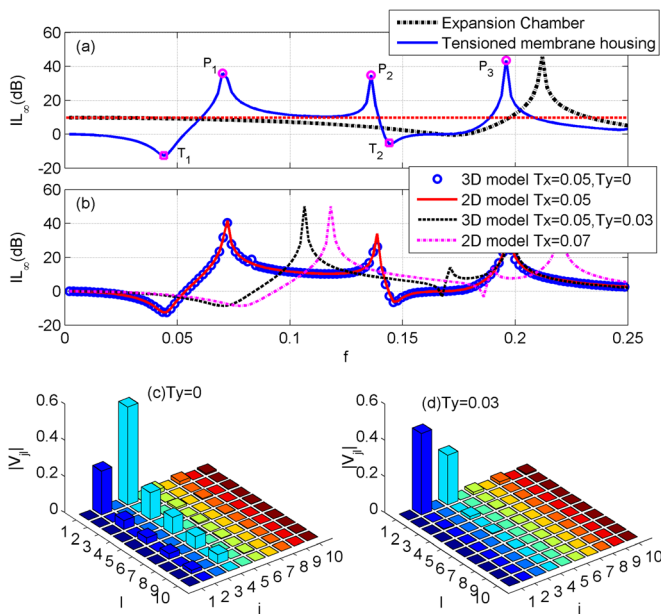 60
40
20
0
-20
IL∞(dB)
(a)
P1
P2
P3
T1
T2
Expansion Chamber
Tensioned membrane housing
60
40
20
0
-20
IL∞(dB)
(b)
3D model Tx=0.05,Ty=0
2D model Tx=0.05
3D model Tx=0.05,Ty=0.03
2D model Tx=0.07
0 0.05 0.1 0.15 0.2 0.25
f
(c)Ty=0
0.6
0.4
0.2
0
|Vjl|
1 2 3 4 5 6 7 8 9 10
l
1 2 3 4 5 6 7 8 9 10
j
(d)Ty=0.03
0.6
0.4
0.2
0
|Vjl|
1 2 3 4 5 6 7 8 9 10
l
1 2 3 4 5 6 7 8 9 10
j